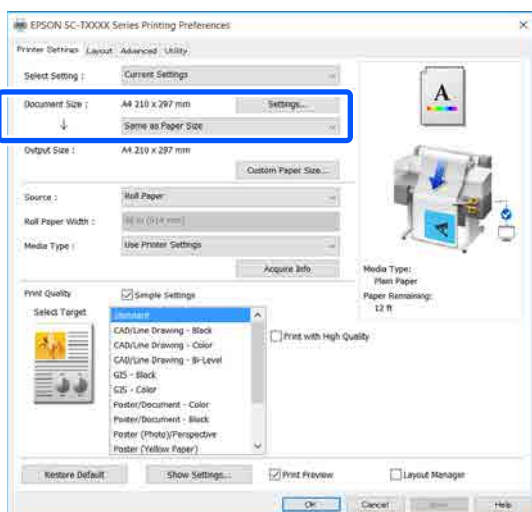 EPSON SC-TXXXX Series Printing Preferences
Printer Settings Layout Advanced Utility
Select Setting : Current Settings
Document Size : A4 210 x 297 mm Settings...
↓ Same as Paper Size
Output Size : A4 210 x 297 mm
Custom Paper Size...
Source : Roll Paper
Roll Paper Width :
Media Type : Use Printer Settings
Acquire Info
A
Media Type:
Plain Paper
Paper Remaining:
12 ft
Print Quality Simple Settings
Select Target
Standard
CAD/Line Drawing - Black
CAD/Line Drawing - Color
CAD/Line Drawing - Bi-Level
GIS - Black
GIS - Color
Poster/Document - Color
Poster/Document - Black
Poster (Photo)/Perspective
Poster (Yellow Paper)
Print with High Quality
Restore Default Show Settings... Print Preview Layout Manager
OK Cancel Help